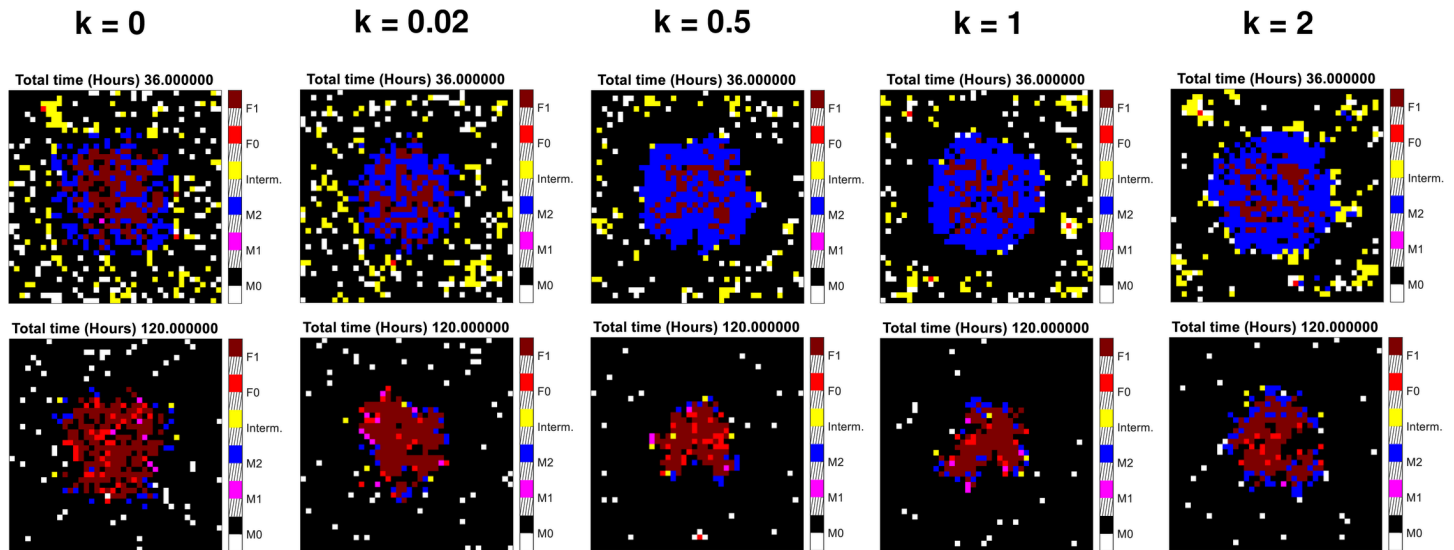 k = 0
k = 0.02
k = 0.5
k = 1
k = 2
Total time (Hours) 36.000000
F1
F0
Interm.
M2
M1
M0
Total time (Hours) 36.000000
F1
F0
Interm.
M2
M1
M0
Total time (Hours) 36.000000
F1
F0
Interm.
M2
M1
M0
Total time (Hours) 36.000000
F1
F0
Interm.
M2
M1
M0
Total time (Hours) 36.000000
F1
F0
Interm.
M2
M1
M0
Total time (Hours) 120.000000
F1
F0
Interm.
M2
M1
M0
Total time (Hours) 120.000000
F1
F0
Interm.
M2
M1
M0
Total time (Hours) 120.000000
F1
F0
Interm.
M2
M1
M0
Total time (Hours) 120.000000
F1
F0
Interm.
M2
M1
M0
Total time (Hours) 120.000000
F1
F0
Interm.
M2
M1
M0